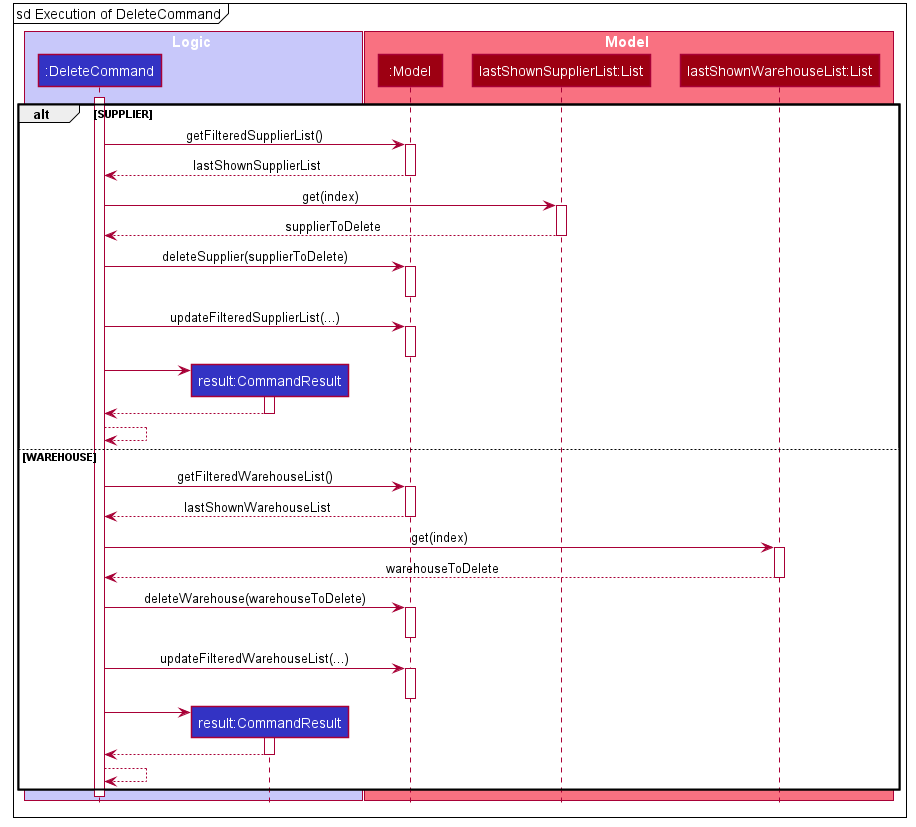 sd Execution of DeleteCommand
Logic
Model
:DeleteCommand
:Model
lastShownSupplierList:List
lastShownWarehouseList:List
alt
[SUPPLIER]
getFilteredSupplierList()
lastShownSupplierList
get(index)
supplierToDelete
deleteSupplier(supplierToDelete)
updateFilteredSupplierList(...)
result:CommandResult
[WAREHOUSE]
getFilteredWarehouseList()
lastShownWarehouseList
get(index)
warehouseToDelete
deleteWarehouse(warehouseToDelete)
updateFilteredWarehouseList(...)
result:CommandResult